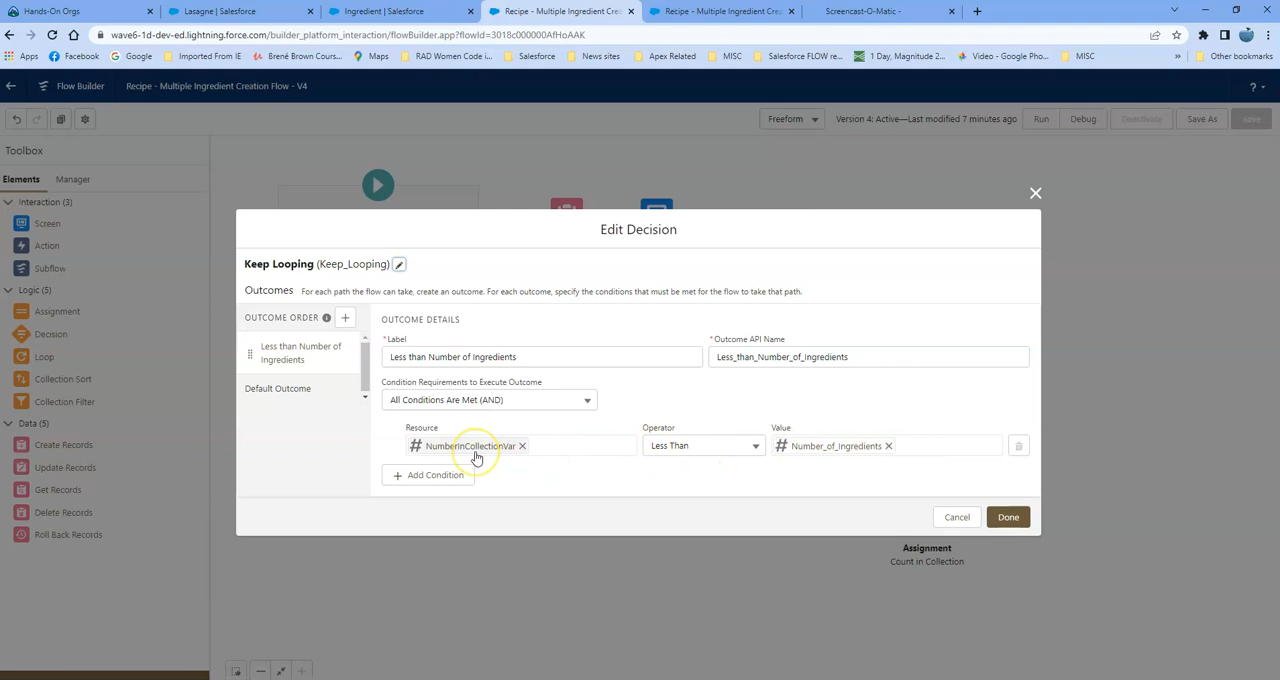 Hands-On Orgs
Lasagne | Salesforce
Ingredient | Salesforce
Recipe - Multiple Ingredient Crea
Recipe - Multiple Ingredient Crea
Screencast-O-Matic -
wave6-1d-dev-ed.lightning.force.com/builder_platform_interaction/flowBuilder.app?flowId=3018c000000AfHoAAK
Apps
Facebook
Google
Imported From IE
Brené Brown Cours...
Maps
RAD Women Code i...
Salesforce
News sites
Apex Related
MISC
Salesforce FLOW re...
1 Day, Magnitude 2...
Video - Google Pho...
MISC
»
Other bookmarks
Flow Builder
Recipe - Multiple Ingredient Creation Flow - V4
?
Freeform
Version 4: Active—Last modified 7 minutes ago
Run
Debug
Deactivate
Save As
Save
Toolbox
Elements
Manager
Interaction (3)
Screen
Action
Subflow
Logic (5)
Assignment
Decision
Loop
Collection Sort
Collection Filter
Data (5)
Create Records
Update Records
Get Records
Delete Records
Roll Back Records
Edit Decision
Keep Looping (Keep_Looping)
Outcomes For each path the flow can take, create an outcome. For each outcome, specify the conditions that must be met for the flow to take that path.
OUTCOME ORDER
Less than Number of
Ingredients
Default Outcome
OUTCOME DETAILS
*Label
Less than Number of Ingredients
*Outcome API Name
Less_than_Number_of_Ingredients
Condition Requirements to Execute Outcome
All Conditions Are Met (AND)
Resource
Operator
Value
NumberInCollectionVar
Less Than
Number_of_Ingredients
+ Add Condition
Cancel
Done
Assignment
Count in Collection